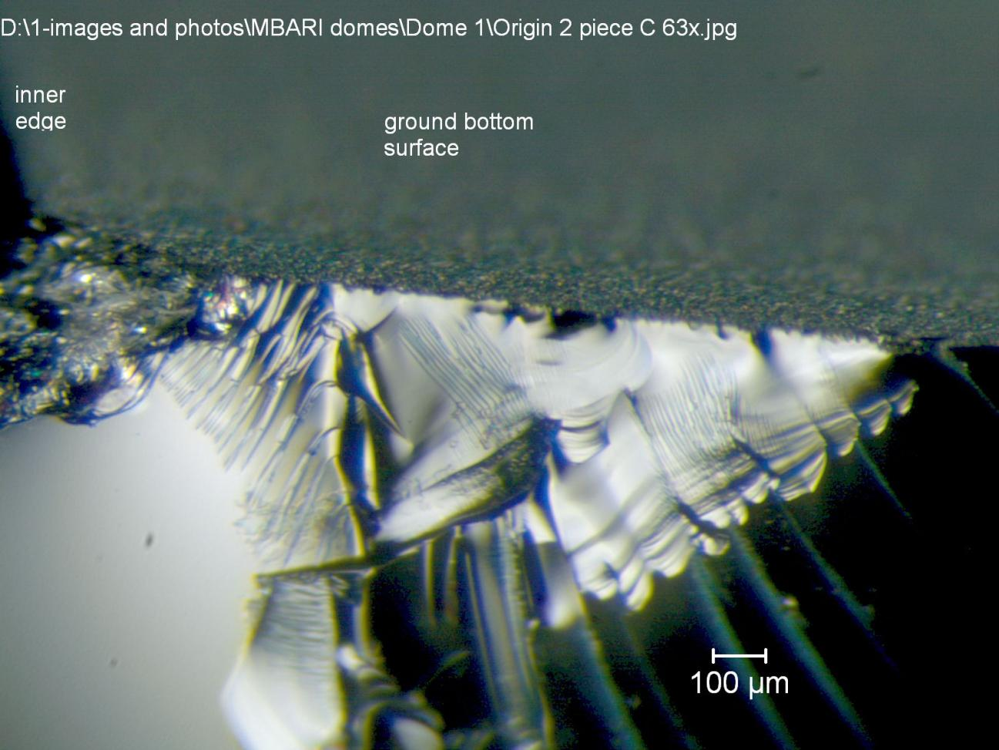 D:\1-images and photos\MBARI domes\Dome 1\Origin 2 piece C 63x.jpg
inner
edge
ground bottom
surface
100 µm